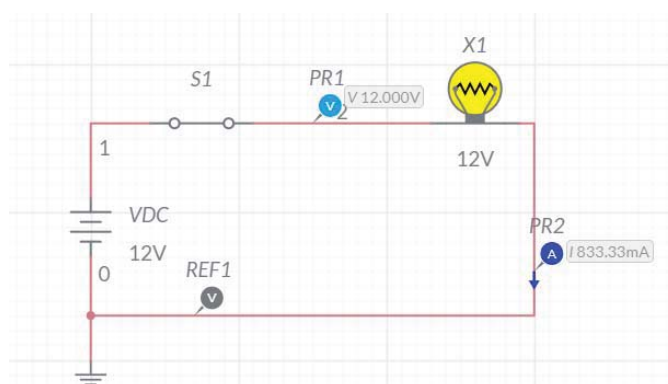 X1
S1
PR1
V
V 12.000V
2
1
12V
VDC
PR2
12V
A
I 833.33mA
REF1
0
V